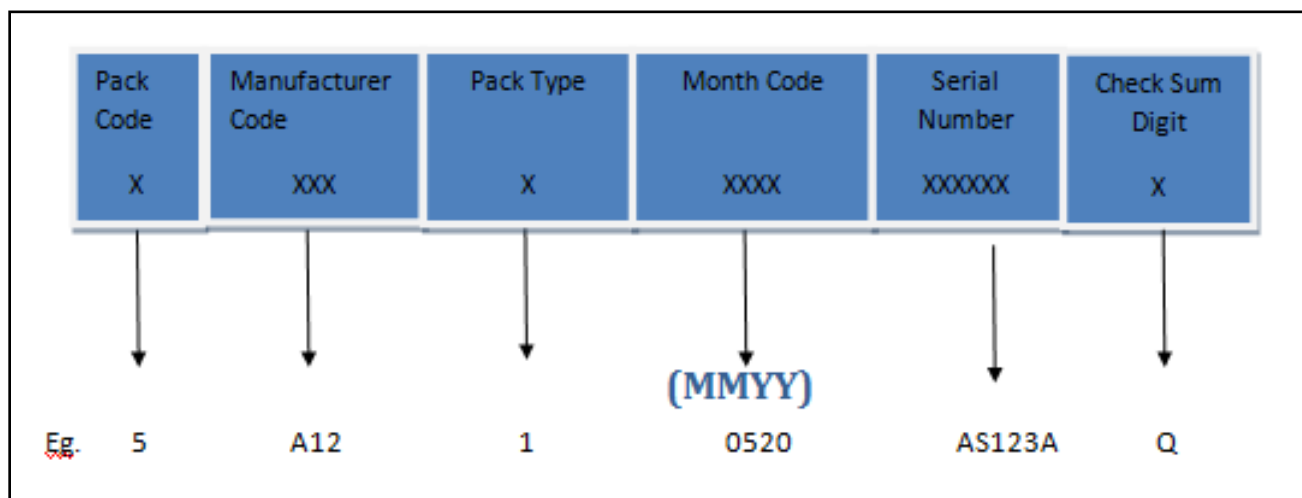 Pack Code
Manufacturer Code
Pack Type
Month Code
Serial Number
Check Sum Digit
X
XXX
X
XXXX
XXXXXX
X
(MMYY)
Eg. 5 A12 1 0520 AS123A Q